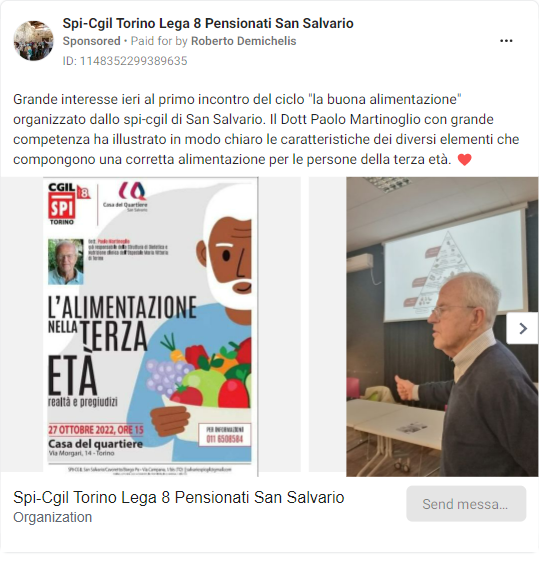 Spi-Cgil Torino Lega 8 Pensionati San Salvario
Sponsored • Paid for by Roberto Demichelis
ID: 1148352299389635
Grande interesse ieri al primo incontro del ciclo "la buona alimentazione"
organizzato dallo spi-cgil di San Salvario. Il Dott Paolo Martinoglio con grande
competenza ha illustrato in modo chiaro le caratteristiche dei diversi elementi che
compongono una corretta alimentazione per le persone della terza età. ❤️
CGIL
SPI
TORINO
8
CQ
Casa del Quartiere
San Salvario
Dott. Paolo Martinoglio
L'ALIMENTAZIONE
NELLA TERZA
ETÀ
realtà e pregiudizi
27 OTTOBRE 2022, ORE 15
Casa del quartiere
Via Morgari, 14 - Torino
PER INFORMAZIONI
011 6508584
Spi-Cgil Torino Lega 8 Pensionati San Salvario
Organization
Send messa...